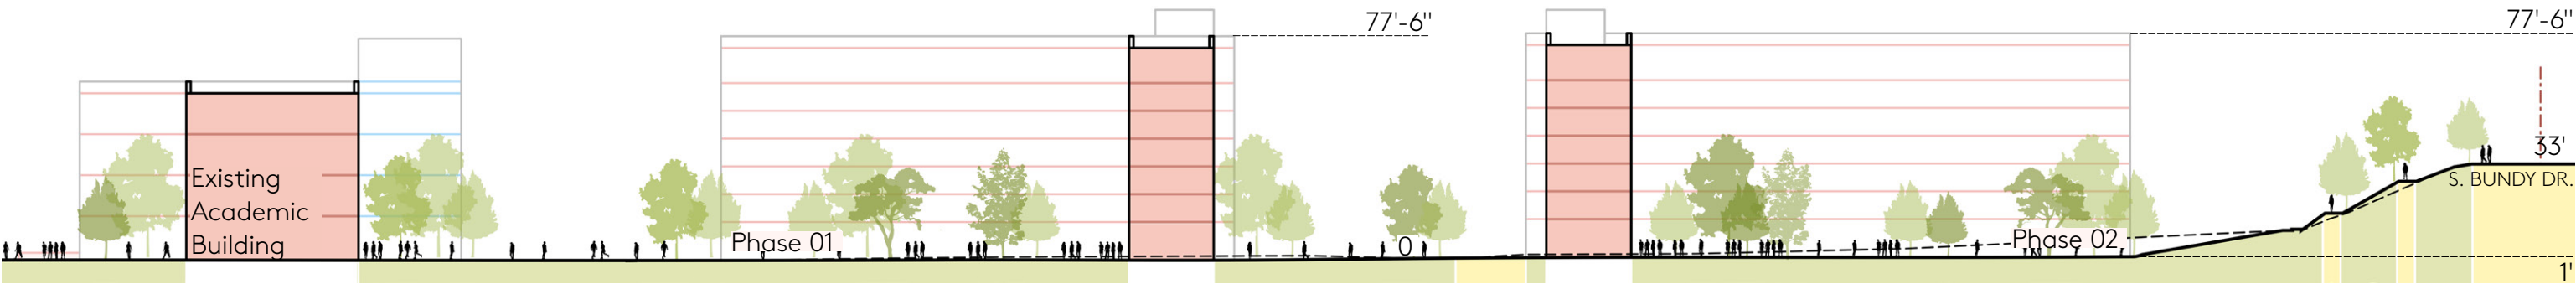 77'-6"
77'-6"
33'
Existing
Academic
Building
S. BUNDY DR.
Phase 01
0
Phase 02
1'